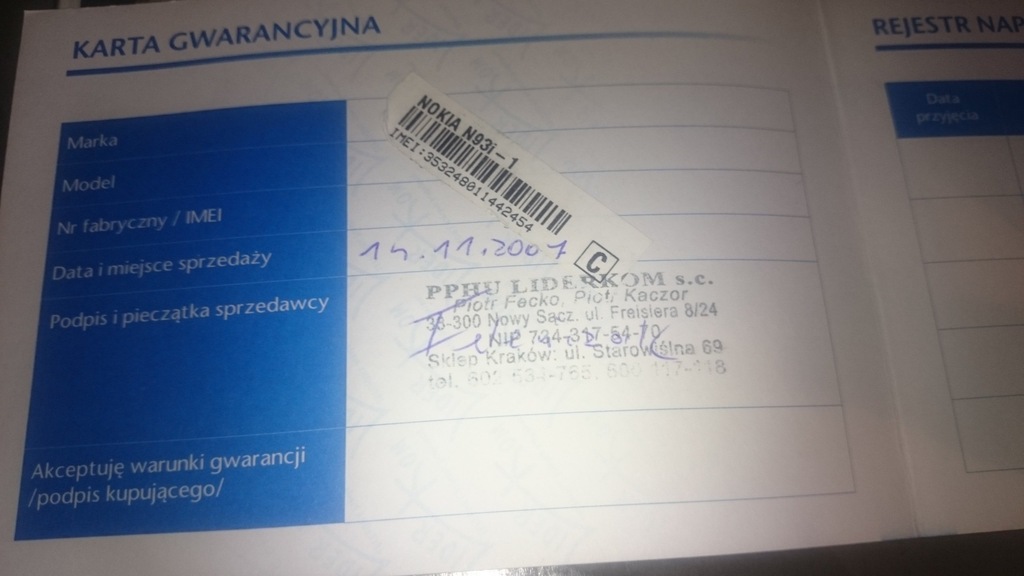 KARTA GWARANCYJNA
Marka
Model
Nr fabryczny / IMEI
Data i miejsce sprzedaży
Podpis i pieczątka sprzedawcy
Akceptuję warunki gwarancji
/podpis kupującego/
NOKIA N93i-1
IMEI:353248011442454
C
14.11.2007
PPHU LIDERKOM s.c.
Piotr Fecko, Piotr Kaczor
33-300 Nowy Sącz, ul. Freislera 8/24
NIP 734-317-54-10
Sklep Kraków: ul. Starowiślna 69
tel.
REJESTR
Data
przyjęcia